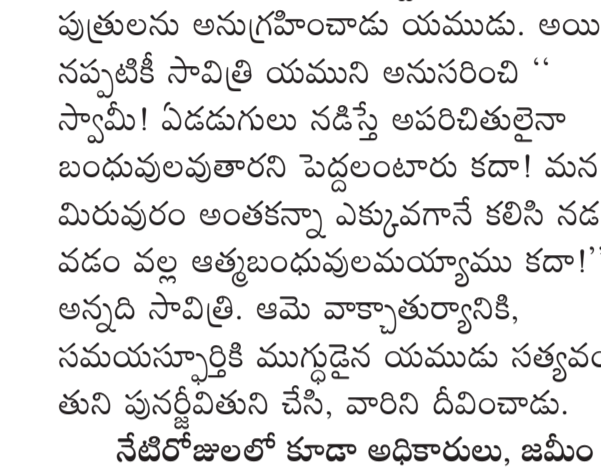 పుత్రులను అనుగ్రహించాడు యముడు. అయి
నప్పటికీ సావిత్రి యముని అనుసరించి ‘‘
స్వామీ! ఏడడుగులు నడిస్తే అపరిచితులైనా
బంధువులవుతారని పెద్దలంటారు కదా! మన
మిరువురం అంతకన్నా ఎక్కువగానే కలిసి నడ
వడం వల్ల ఆత్మబంధువులమయ్యాము కదా!’’
అన్నది సావిత్రి. ఆమె వాక్చాతుర్యానికి,
సమయస్ఫూర్తికి ముగ్ధుడైన యముడు సత్యవం
తుని పునర్జీవితుని చేసి, వారిని దీవించాడు.
నేటిరోజులలో కూడా అధికారులు, జమీం